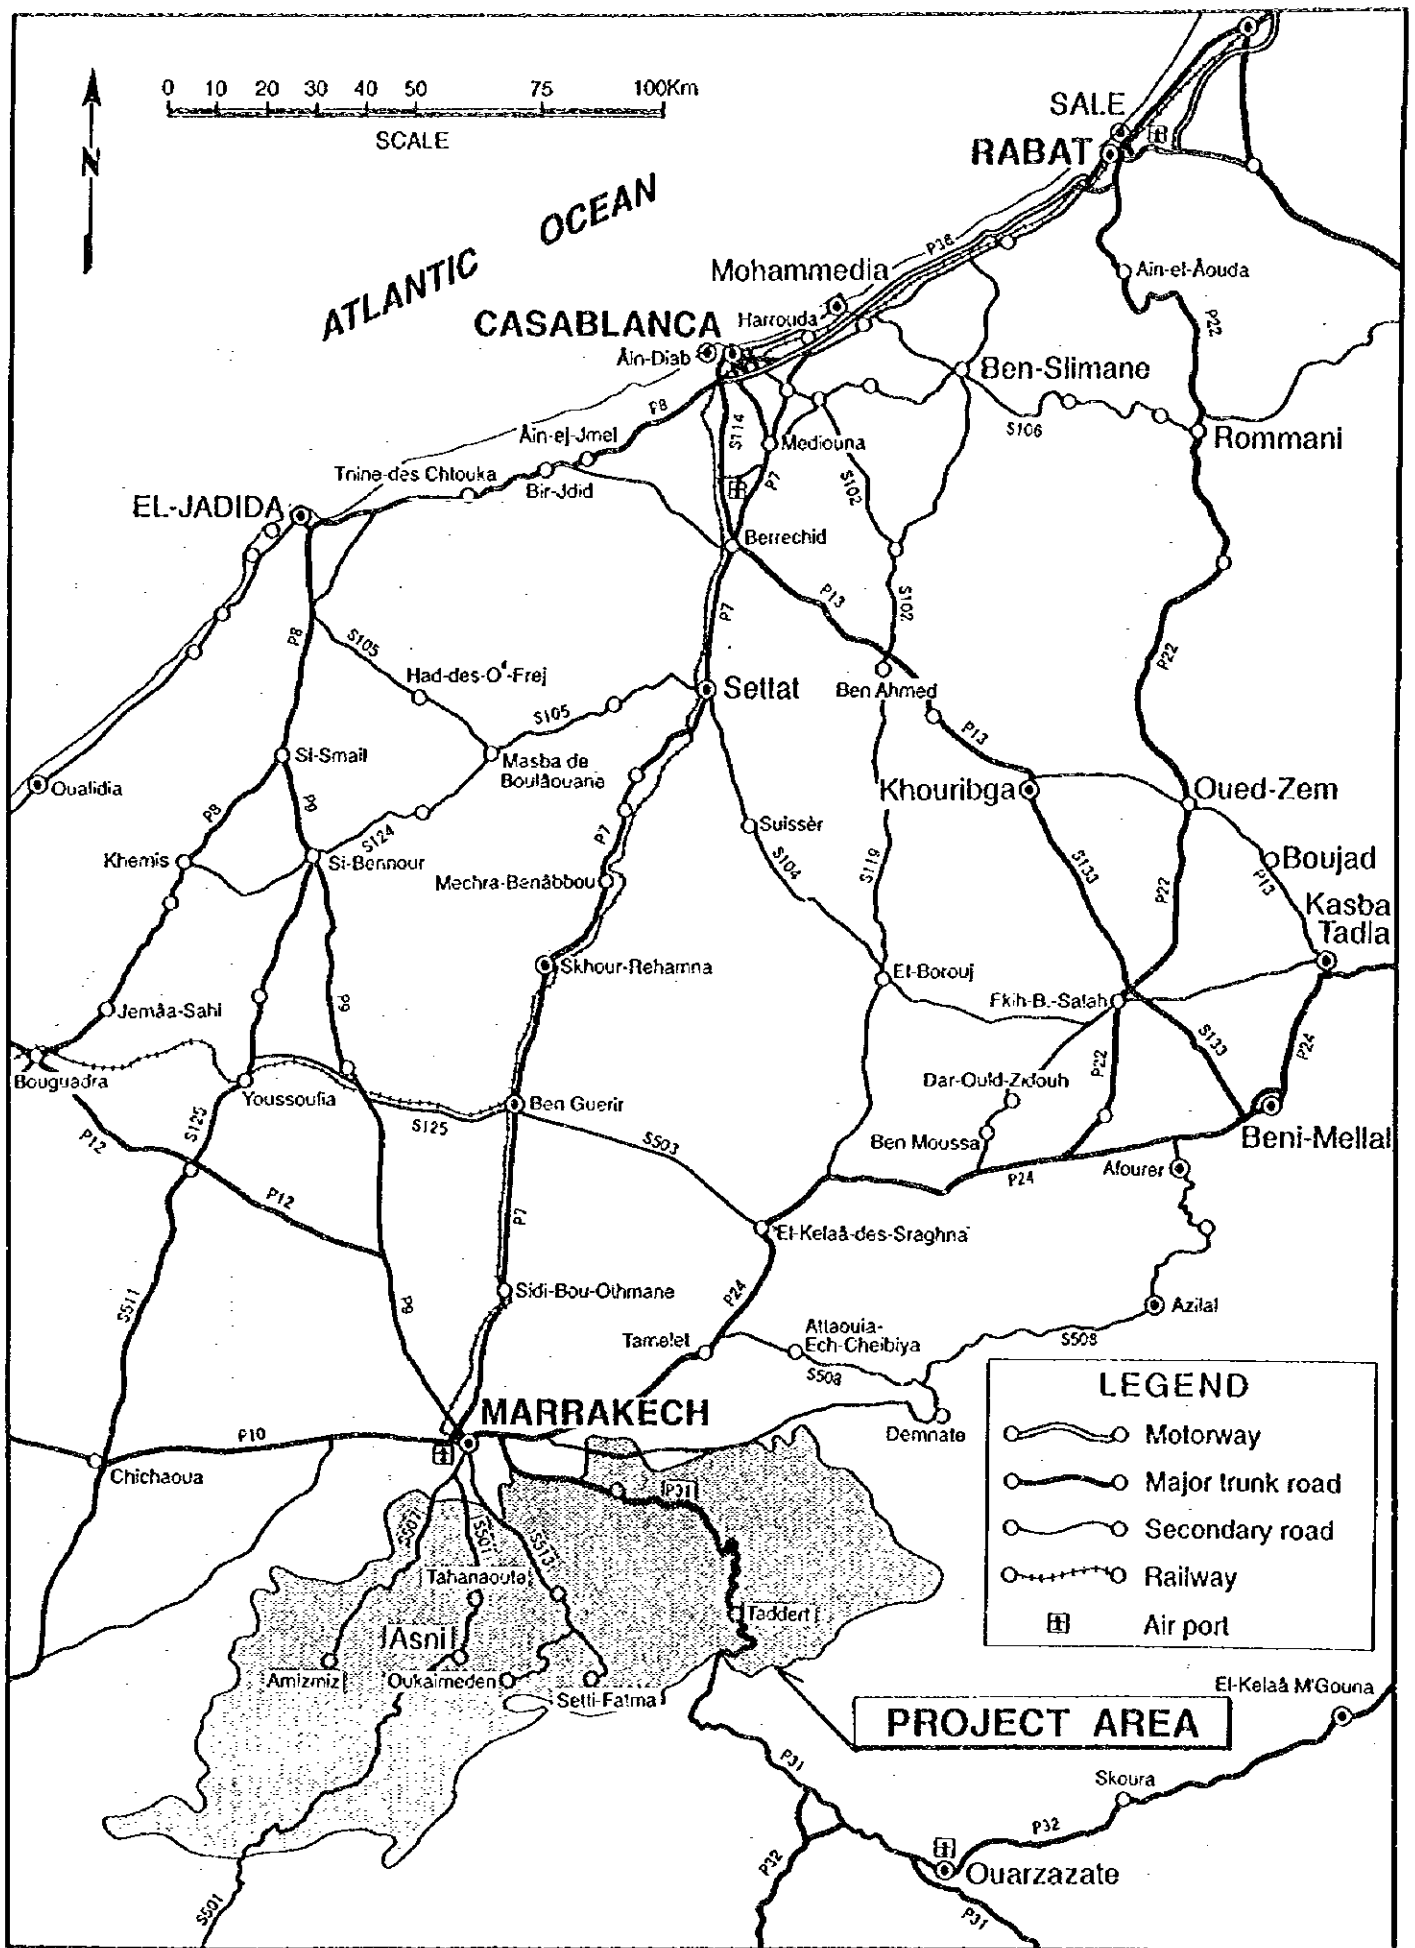 0 10 20 30 40 50 75 100Km
SCALE
N
ATLANTIC OCEAN
SALE
RABAT
P36
Mohammedia
Ain-el-Aouda
P22
CASABLANCA
Harrouda
Ain-Diab
Ben-Slimane
P8
S114
S106
Rommani
Ain-ej-Jmel
Mediouna
Tnine-des Chtouka
Bir-Jdid
P7
S102
EL-JADIDA
Berrechid
P13
S102
P7
P8
S105
P22
Had-des-O'-Frej
Settat
Ben Ahmed
S105
P13
Si-Smail
Masba de
Boulâouane
Oualidia
Khouribga
Oued-Zem
P8
P9
S124
P7
Suissèr
Khemis
Si-Bennour
S104
S119
S133
Boujad
P13
Mechra-Benâbbou
P22
Kasba
Tadla
Skhour-Rehamna
El-Borouj
Fkih-B.-Salah
P9
Jemâa-Sahl
S133
P24
Bouguadra
Youssoufia
Ben Guerir
Dar-Ould-Zidouh
P22
S125
S125
P12
S503
Ben Moussa
Beni-Mellal
P24
Afourer
P12
P7
El-Kelaâ-des-Sraghna
S511
P9
Sidi-Bou-Othmane
P24
Azilal
Tamelet
Attaouia-
Ech-Cheibiya
S508
S508
MARRAKECH
Demnate
P10
Chichaoua
LEGEND
Motorway
Major trunk road
Secondary road
Railway
Air port
P31
S507
S501
S513
Tahanaoute
Taddert
Asni
Amizmiz
Oukaimeden
Setti-Fatma
PROJECT AREA
El-Kelaâ M'Gouna
P31
Skoura
P32
P32
Ouarzazate
P31
S501